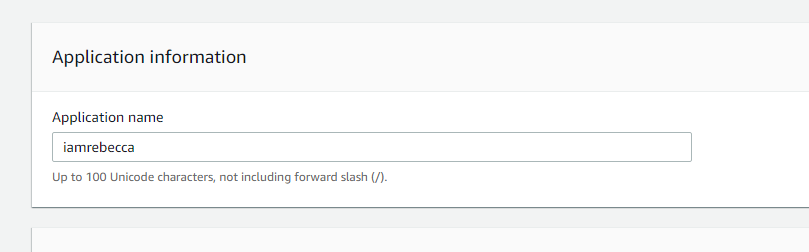 Application information
Application name
iamrebecca
Up to 100 Unicode characters, not including forward slash (/).